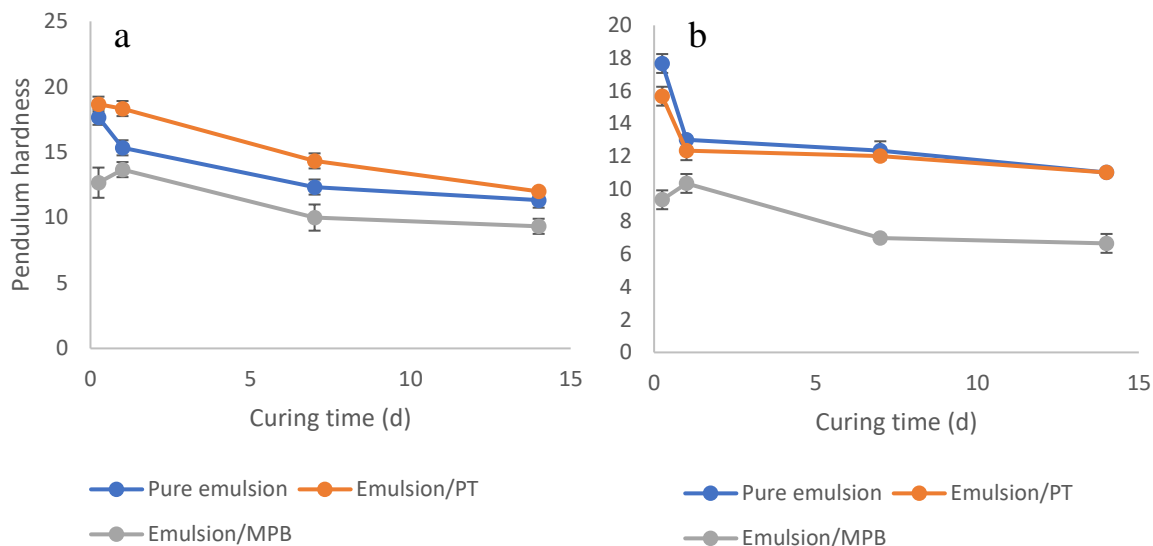 a
Pendulum hardness
25
20
15
10
5
0
0 5 10 15
Curing time (d)
Pure emulsion Emulsion/PT
Emulsion/MPB
b
20
18
16
14
12
10
8
6
4
2
0
0 5 10 15
Curing time (d)
Pure emulsion Emulsion/PT
Emulsion/MPB